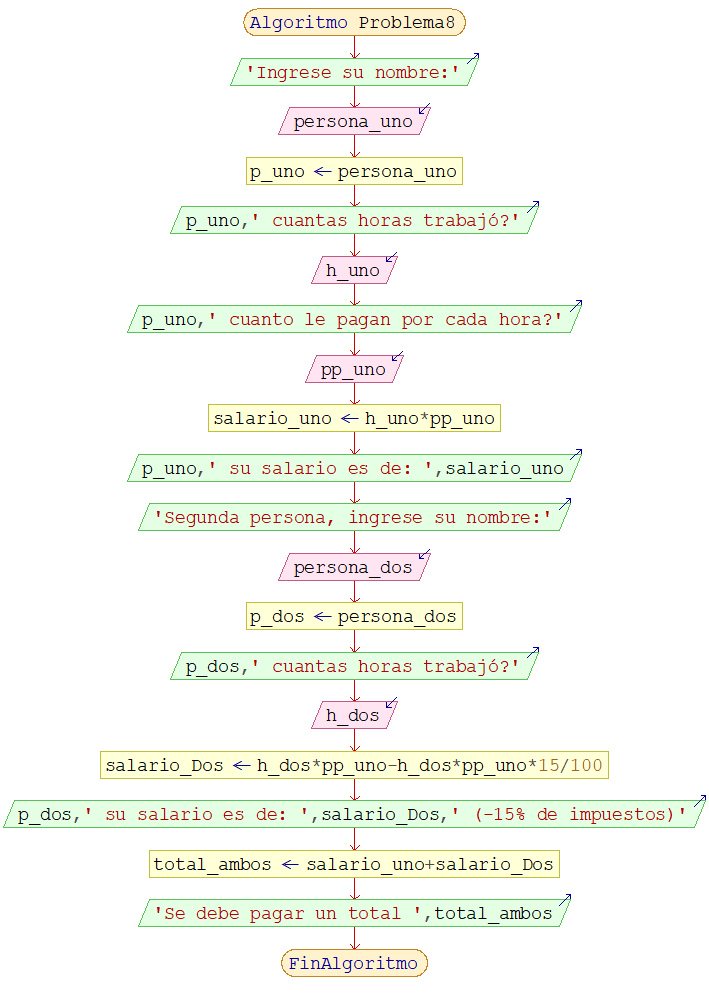 Algoritmo Problema8
'Ingrese su nombre:'
persona_uno
p_uno ← persona_uno
p_uno,' cuantas horas trabajó?'
h_uno
p_uno,' cuanto le pagan por cada hora?'
pp_uno
salario_uno ← h_uno*pp_uno
p_uno,' su salario es de: ',salario_uno
'Segunda persona, ingrese su nombre:'
persona_dos
p_dos ← persona_dos
p_dos,' cuantas horas trabajó?'
h_dos
salario_Dos ← h_dos*pp_uno-h_dos*pp_uno*15/100
p_dos,' su salario es de: ',salario_Dos,' (-15% de impuestos)'
total_ambos ← salario_uno+salario_Dos
'Se debe pagar un total ',total_ambos
FinAlgoritmo